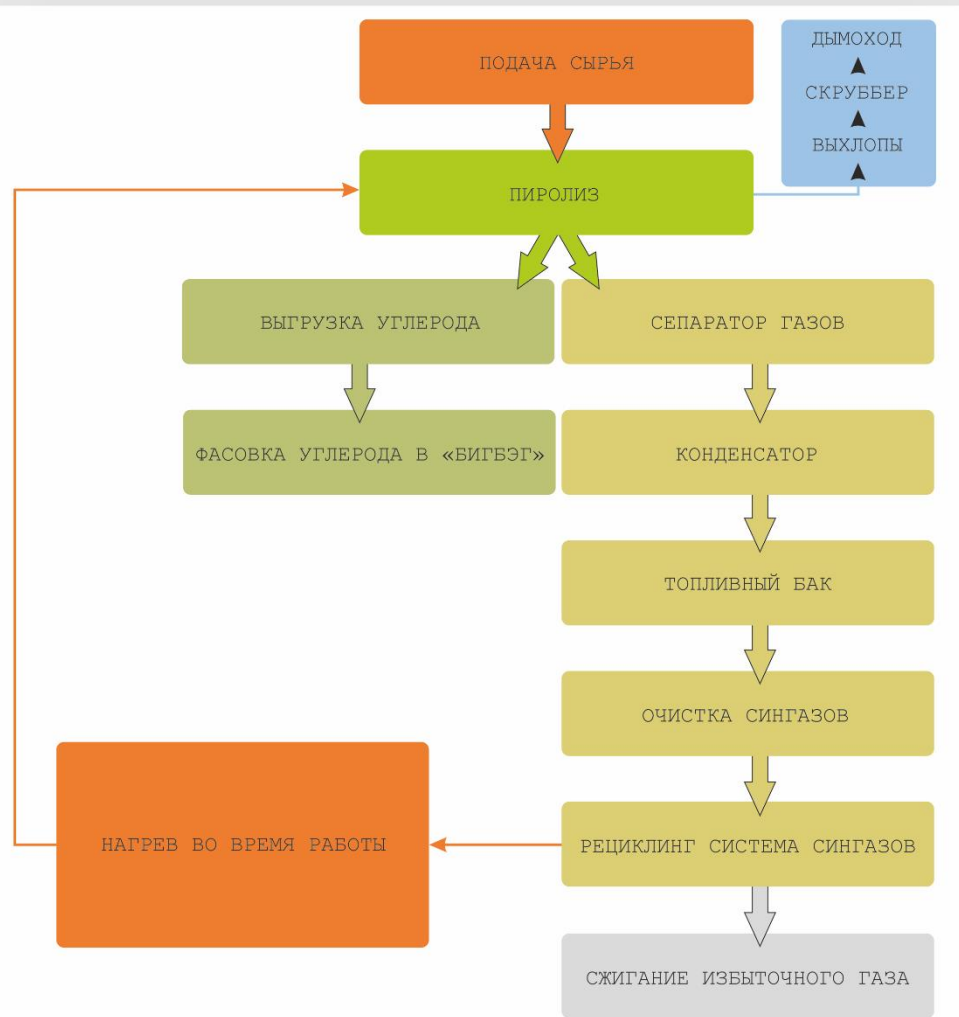 ПОДАЧА СЫРЬЯ
ДЫМОХОД
СКРУББЕР
ВЫХЛОПЫ
ПИРОЛИЗ
ВЫГРУЗКА УГЛЕРОДА
СЕПАРАТОР ГАЗОВ
ФАСОВКА УГЛЕРОДА В «БИГБЭГ»
КОНДЕНСАТОР
ТОПЛИВНЫЙ БАК
ОЧИСТКА СИНГАЗОВ
НАГРЕВ ВО ВРЕМЯ РАБОТЫ
РЕЦИКЛИНГ СИСТЕМА СИНГАЗОВ
СЖИГАНИЕ ИЗБЫТОЧНОГО ГАЗА